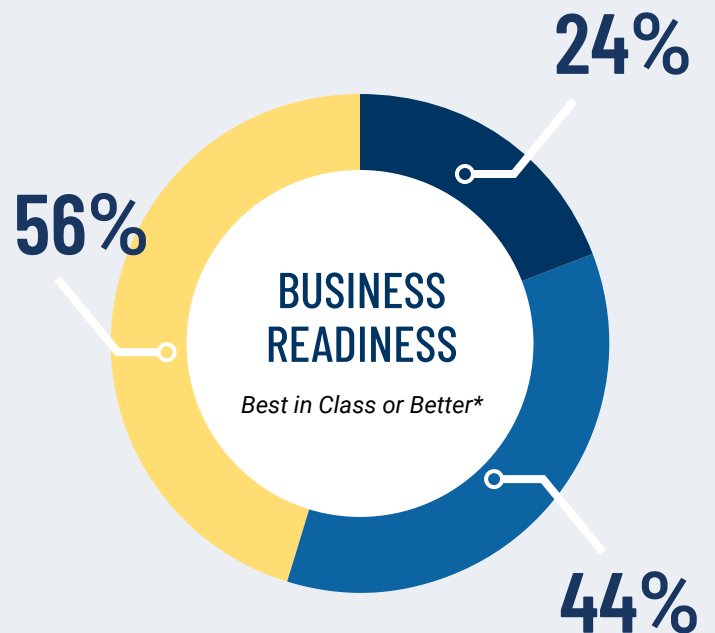 24%
56%
BUSINESS
READINESS
Best in Class or Better*
44%